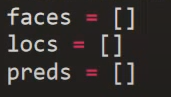 faces = []
locs = []
preds = []